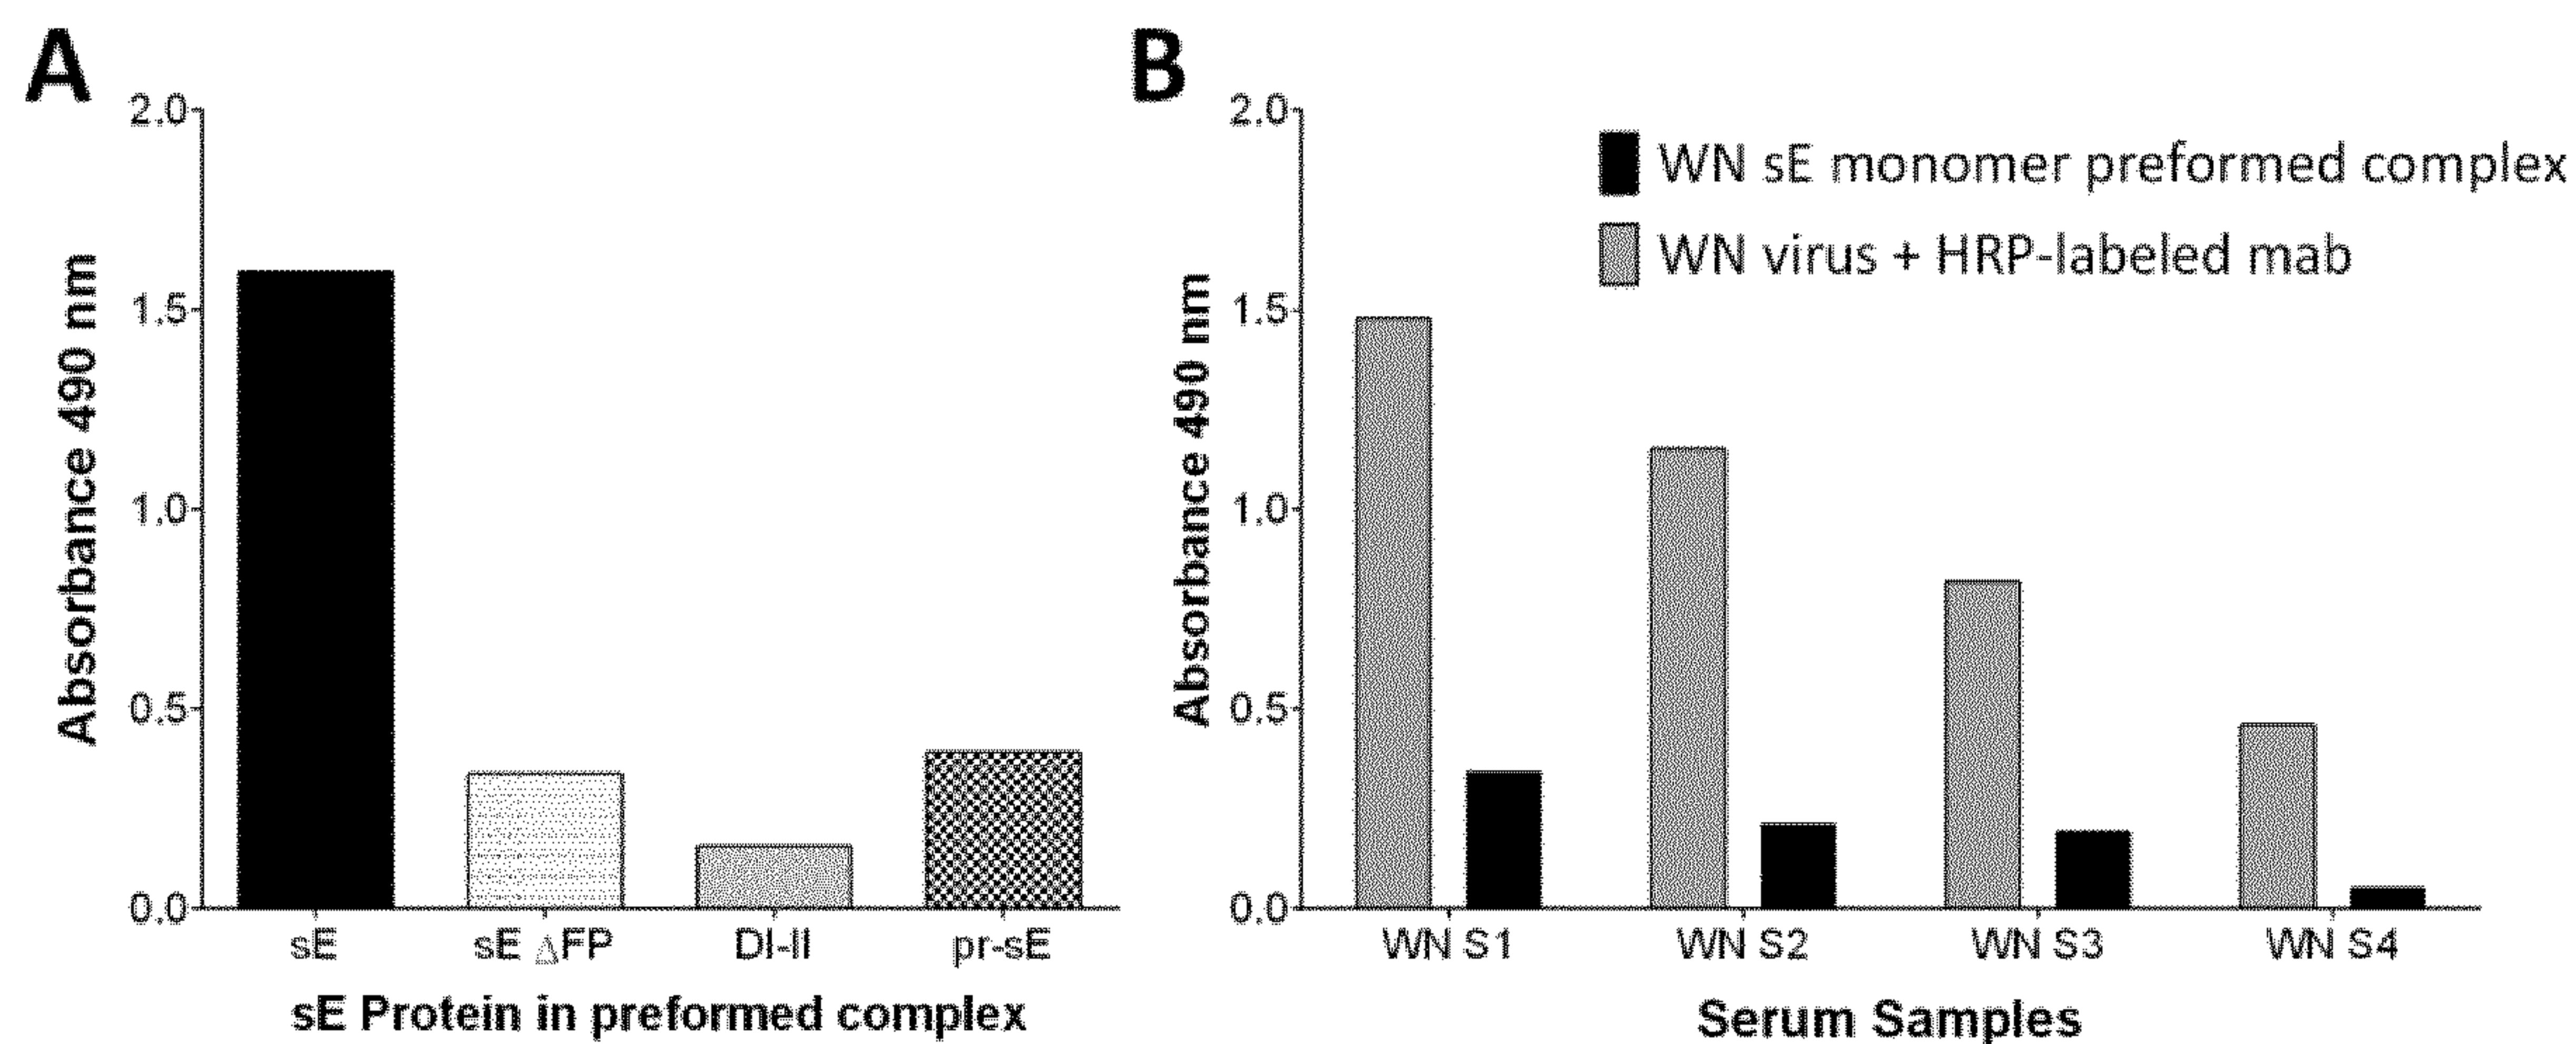 A
Absorbance 490 nm
2.0
1.5
1.0
0.5
0.0
sE
sE ΔFP
DI-II
pr-sE
sE Protein in preformed complex
B
WN sE monomer preformed complex
WN virus + HRP-labeled mab
Absorbance 490 nm
2.0
1.5
1.0
0.5
0.0
WN S1
WN S2
WN S3
WN S4
Serum Samples